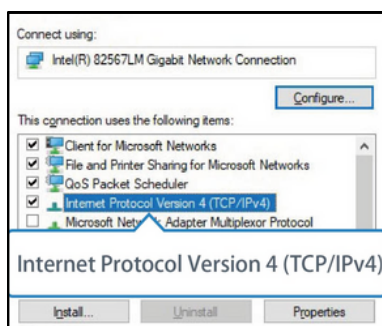 Connect using:
Intel(R) 82567LM Gigabit Network Connection
Configure...
This connection uses the following items:
Client for Microsoft Networks
File and Printer Sharing for Microsoft Networks
QoS Packet Scheduler
Internet Protocol Version 4 (TCP/IPv4)
Microsoft Network Adapter Multiplexor Protocol
Internet Protocol Version 4 (TCP/IPv4)
Install...
Uninstall
Properties